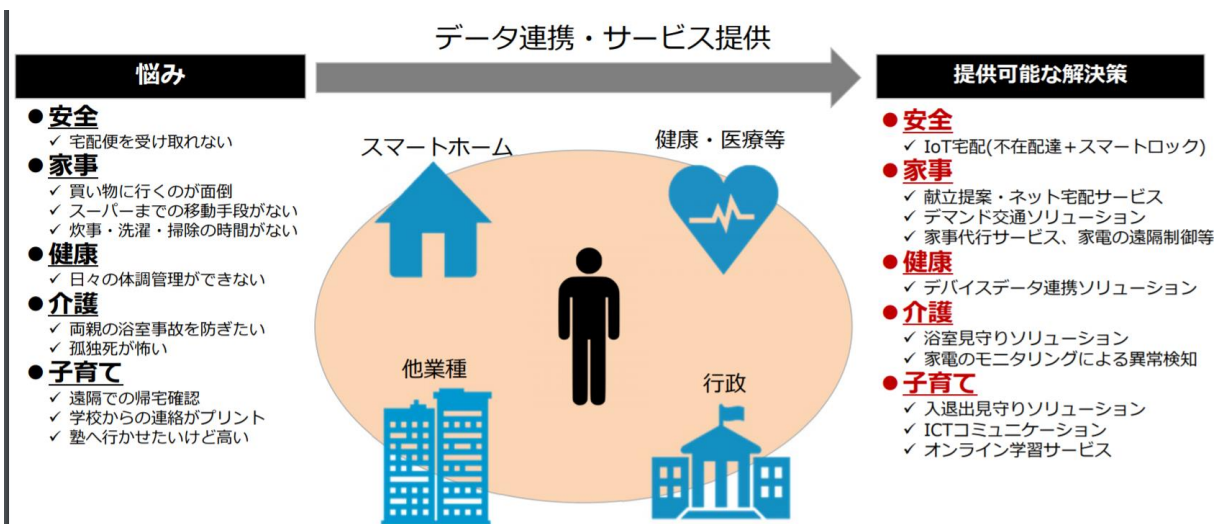 データ連携・サービス提供
悩み
● 安全
✓ 宅配便を受け取れない
● 家事
✓ 買い物に行くのが面倒
✓ スーパーまでの移動手段がない
✓ 炊事・洗濯・掃除の時間がない
● 健康
✓ 日々の体調管理ができない
● 介護
✓ 両親の浴室事故を防ぎたい
✓ 孤独死が怖い
● 子育て
✓ 遠隔での帰宅確認
✓ 学校からの連絡がプリント
✓ 塾へ行かせたいけど高い
スマートホーム
健康・医療等
他業種
行政
提供可能な解決策
● 安全
✓ IoT宅配(不在配達＋スマートロック)
● 家事
✓ 献立提案・ネット宅配サービス
✓ デマンド交通ソリューション
✓ 家事代行サービス、家電の遠隔制御等
● 健康
✓ デバイスデータ連携ソリューション
● 介護
✓ 浴室見守りソリューション
✓ 家電のモニタリングによる異常検知
● 子育て
✓ 入退出見守りソリューション
✓ ICTコミュニケーション
✓ オンライン学習サービス